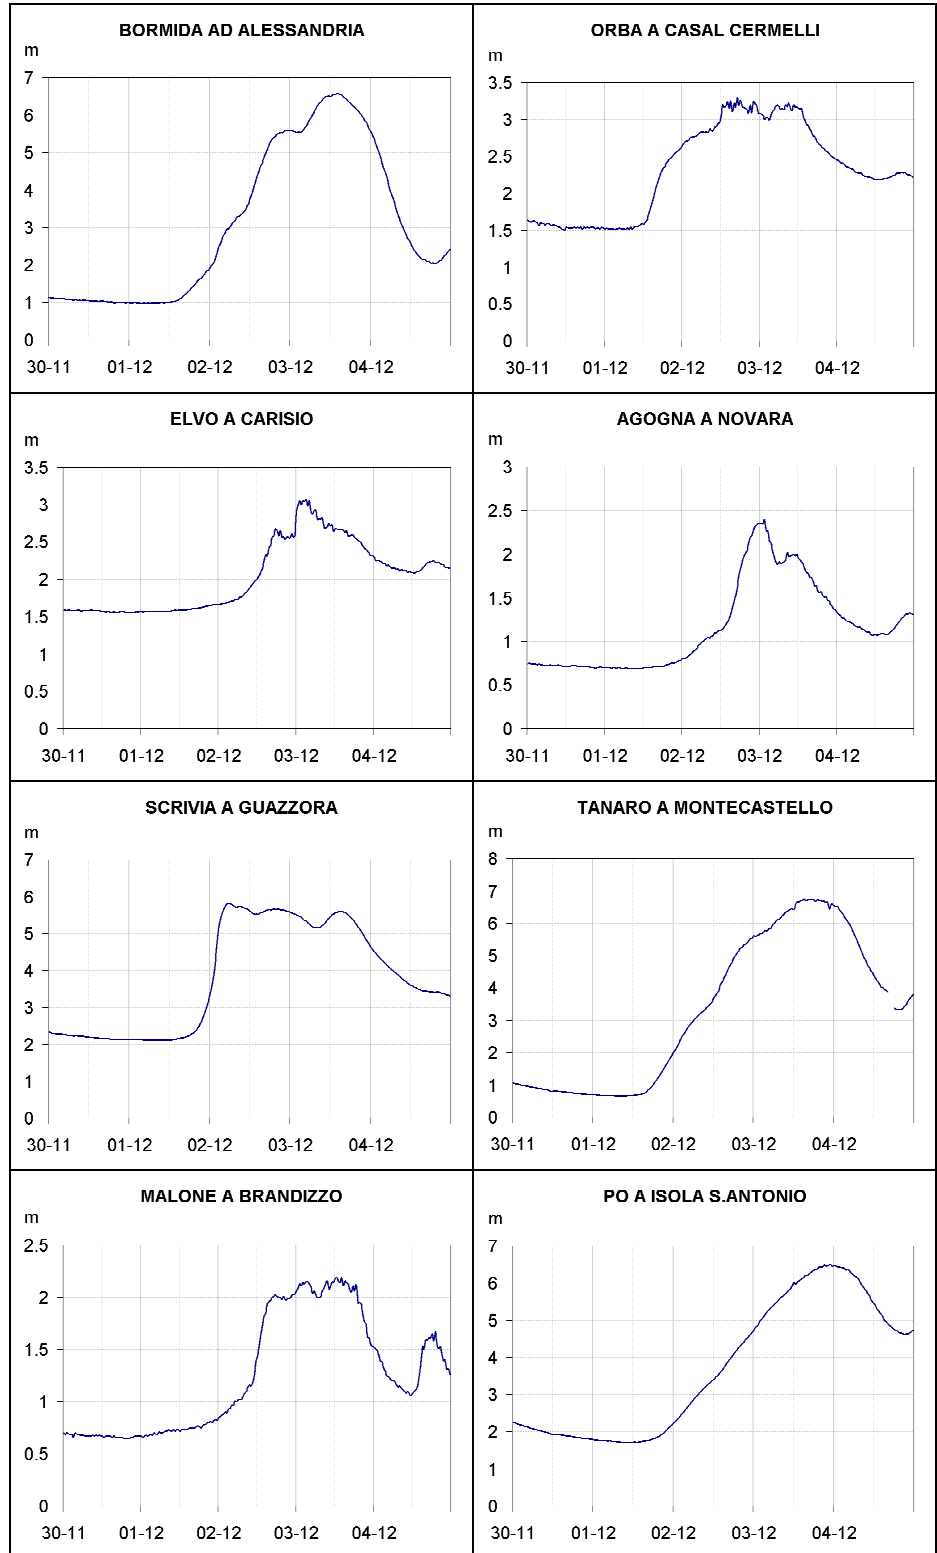 BORMIDA AD ALESSANDRIA
m
7
6
5
4
3
2
1
0
30-11 01-12 02-12 03-12 04-12
ORBA A CASAL CERMELLI
m
3.5
3
2.5
2
1.5
1
0.5
0
30-11 01-12 02-12 03-12 04-12
ELVO A CARISIO
m
3.5
3
2.5
2
1.5
1
0.5
0
30-11 01-12 02-12 03-12 04-12
AGOGNA A NOVARA
m
3
2.5
2
1.5
1
0.5
0
30-11 01-12 02-12 03-12 04-12
SCRIVIA A GUAZZORA
m
7
6
5
4
3
2
1
0
30-11 01-12 02-12 03-12 04-12
TANARO A MONTECASTELLO
m
8
7
6
5
4
3
2
1
0
30-11 01-12 02-12 03-12 04-12
MALONE A BRANDIZZO
m
2.5
2
1.5
1
0.5
0
30-11 01-12 02-12 03-12 04-12
PO A ISOLA S.ANTONIO
m
7
6
5
4
3
2
1
0
30-11 01-12 02-12 03-12 04-12